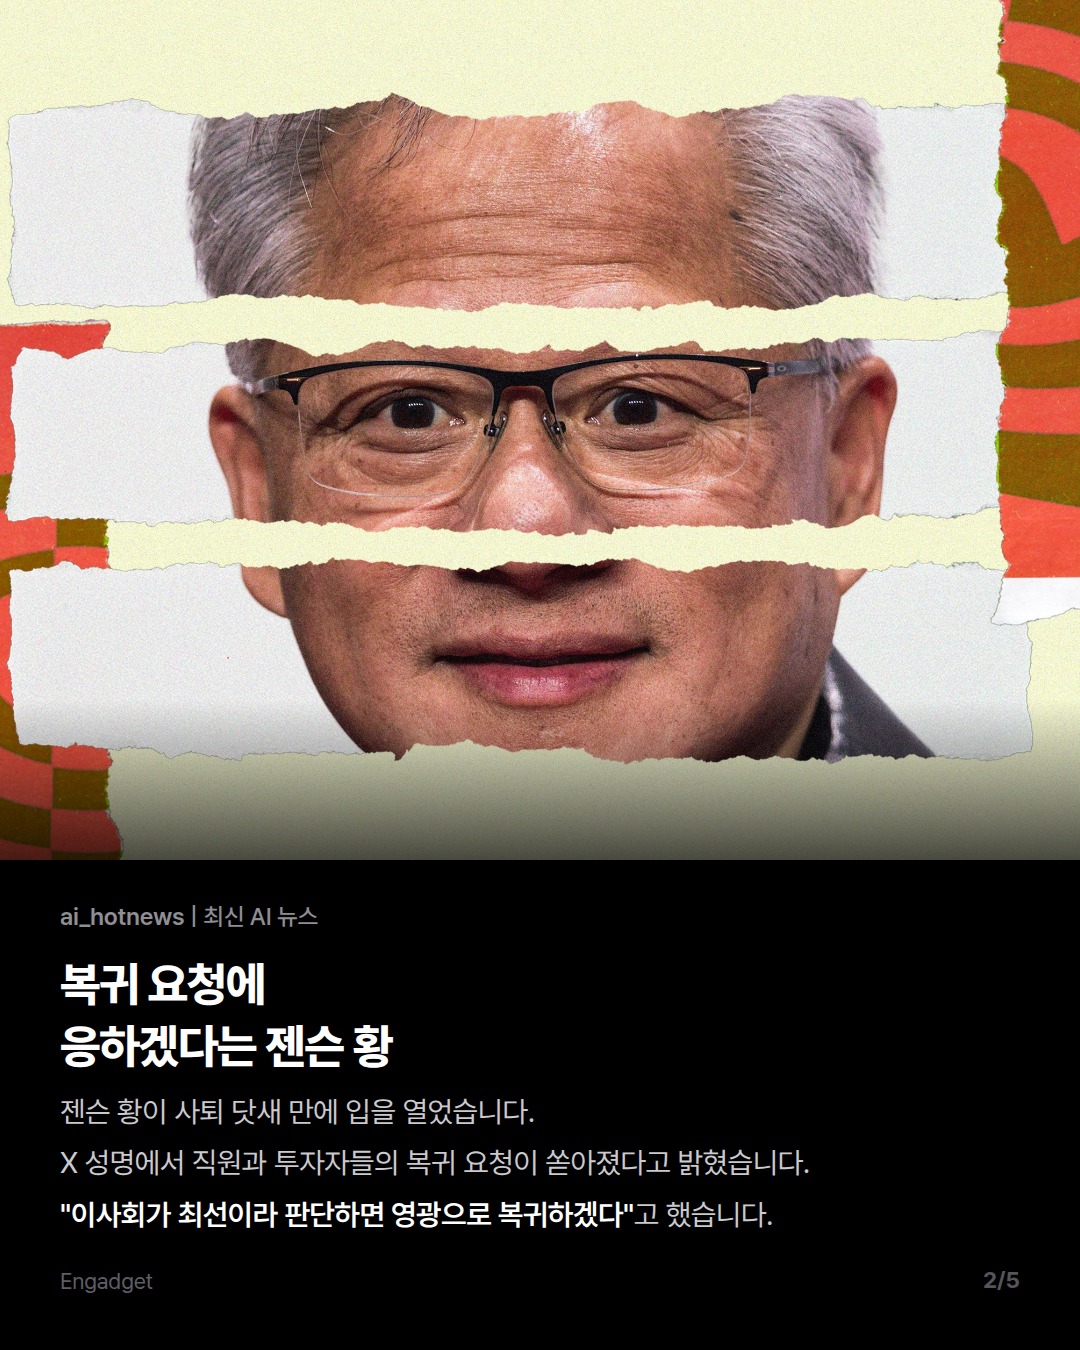 ai_hotnews | 최신 AI 뉴스
복귀 요청에
응하겠다는 젠슨 황
젠슨 황이 사퇴 닷새 만에 입을 열었습니다.
X 성명에서 직원과 투자자들의 복귀 요청이 쏟아졌다고 밝혔습니다.
"이사회가 최선이라 판단하면 영광으로 복귀하겠다"고 했습니다.
Engadget
2/5